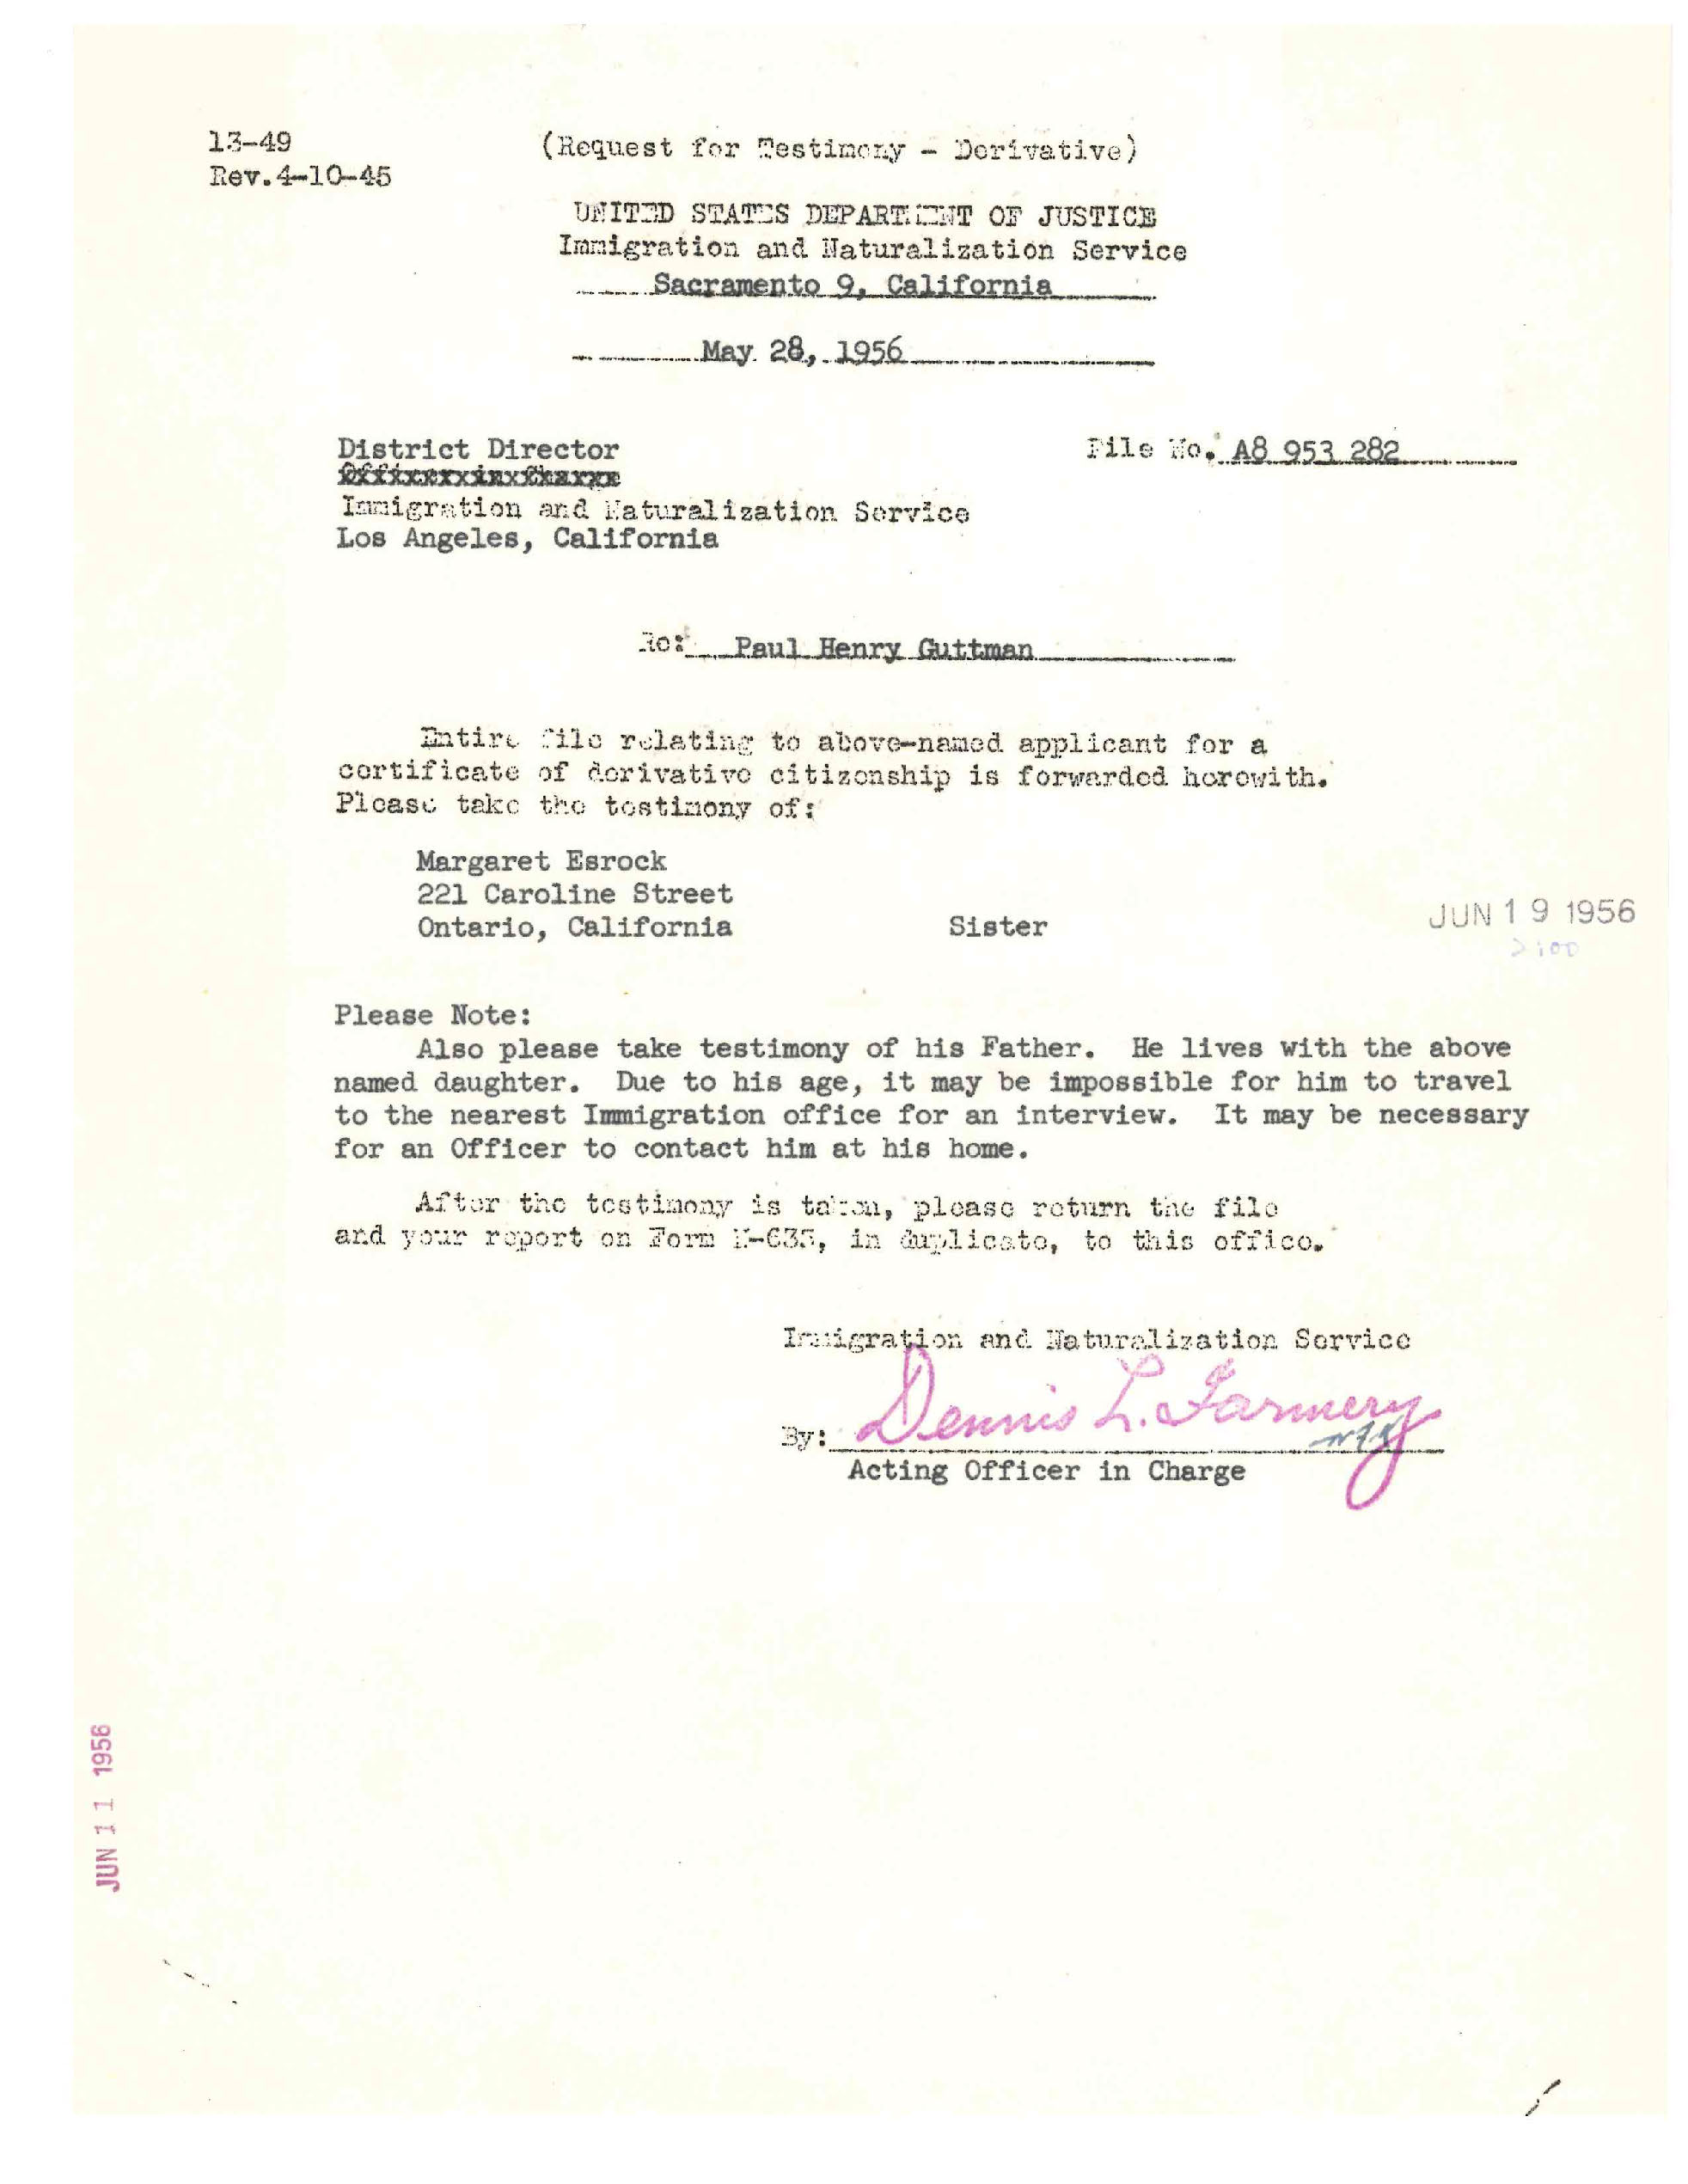 13-49
Rev. 4-10-45
(Request for Testimony - Derivative)
UNITED STATES DEPARTMENT OF JUSTICE
Immigration and Naturalization Service
Sacramento 9, California
May 28, 1956
District Director
File No. A8 953 282
Immigration and Naturalization Service
Los Angeles, California
Re: Paul Henry Guttman
Entire file relating to above-named applicant for a
certificate of derivative citizenship is forwarded herewith.
Please take the testimony of:
Margaret Esrock
221 Caroline Street
Ontario, California Sister
JUN 19 1956
Please Note:
Also please take testimony of his Father. He lives with the above
named daughter. Due to his age, it may be impossible for him to travel
to the nearest Immigration office for an interview. It may be necessary
for an Officer to contact him at his home.
After the testimony is taken, please return the file
and your report on Form in duplicate, to this office.
Immigration and Naturalization Service
By: Dennis L. Farmery
Acting Officer in Charge
JUN 11 1956